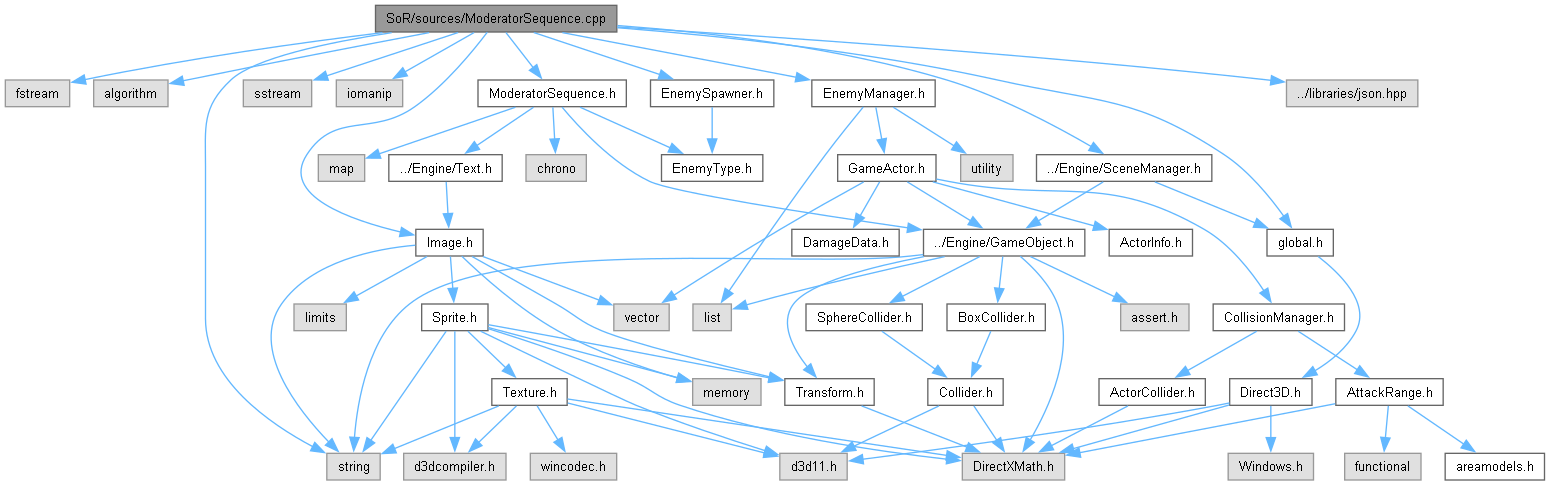 SoR/sources/ModeratorSequence.cpp
fstream
algorithm
sstream
iomanip
ModeratorSequence.h
EnemySpawner.h
EnemyManager.h
../libraries/json.hpp
map
../Engine/Text.h
chrono
EnemyType.h
GameActor.h
utility
../Engine/SceneManager.h
Image.h
DamageData.h
../Engine/GameObject.h
ActorInfo.h
global.h
limits
Sprite.h
vector
list
SphereCollider.h
BoxCollider.h
assert.h
CollisionManager.h
Texture.h
memory
Transform.h
Collider.h
ActorCollider.h
Direct3D.h
AttackRange.h
string
d3dcompiler.h
wincodec.h
d3d11.h
DirectXMath.h
Windows.h
functional
areamodels.h